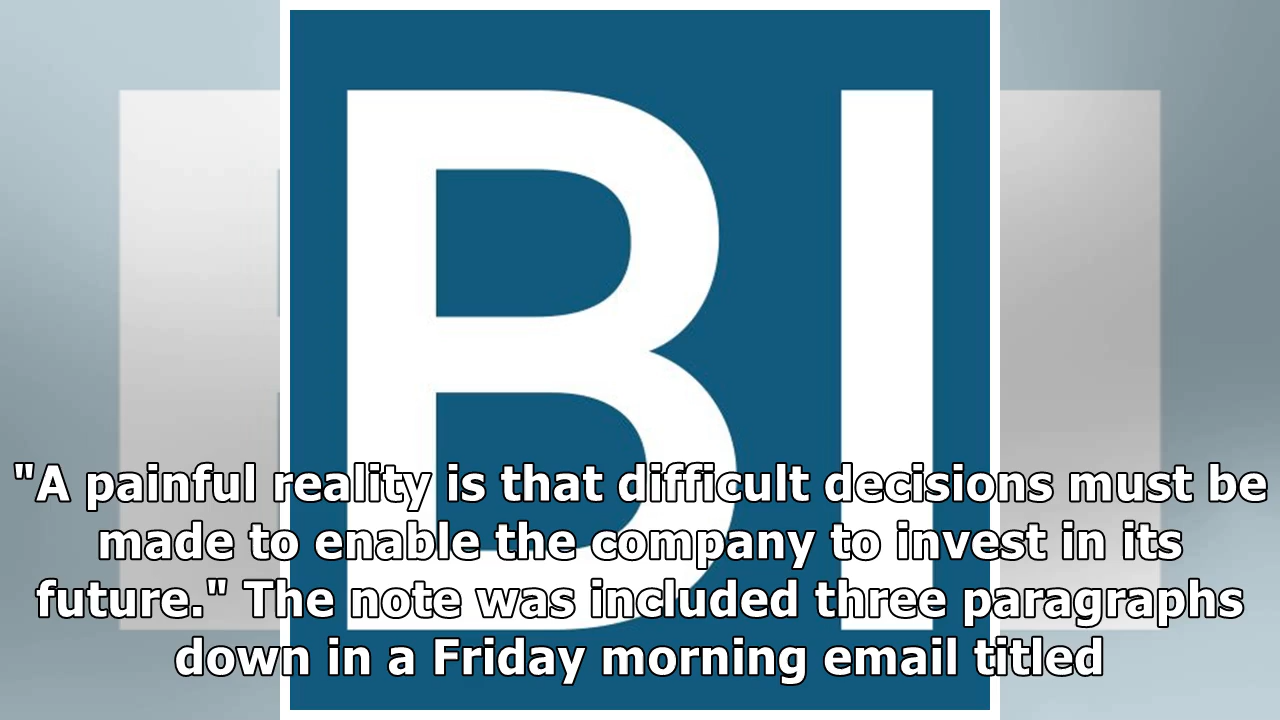 BI
"A painful reality is that difficult decisions must be
made to enable the company to invest in its
future." The note was included three paragraphs
down in a Friday morning email titled